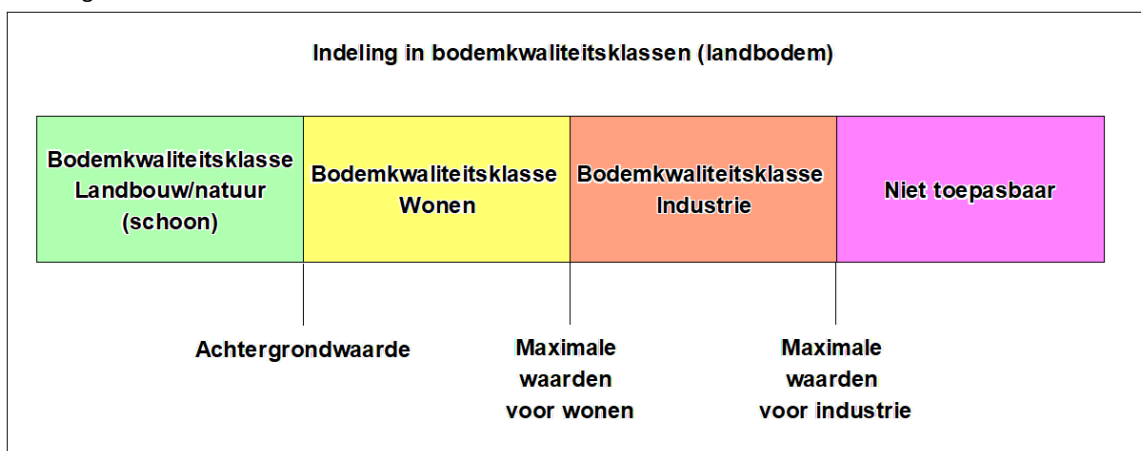 Indeling in bodemkwaliteitsklassen (landbodem)
Bodemkwaliteitsklasse
Landbouw/natuur
(schoon)
Bodemkwaliteitsklasse
Wonen
Bodemkwaliteitsklasse
Industrie
Niet toepasbaar
Achtergrondwaarde
Maximale
waarden
voor wonen
Maximale
waarden
voor industrie